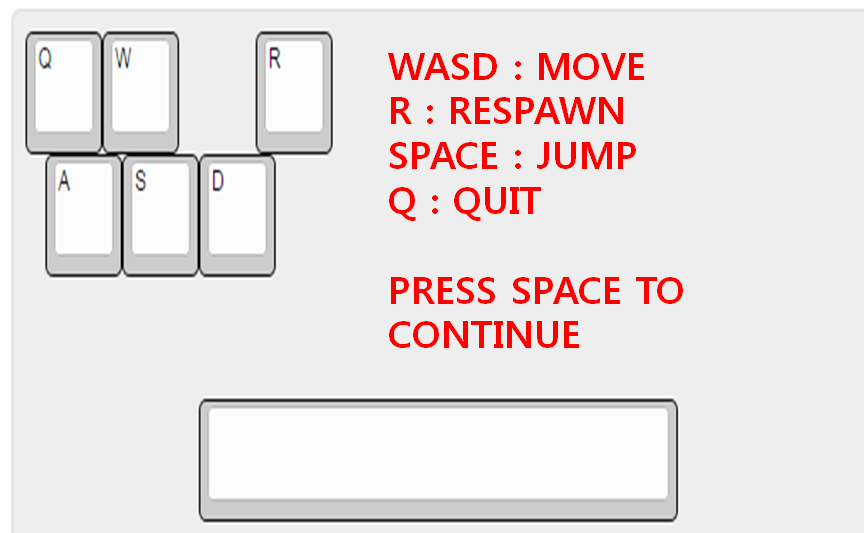 Q W R
A S D
WASD : MOVE
R : RESPAWN
SPACE : JUMP
Q : QUIT
PRESS SPACE TO
CONTINUE